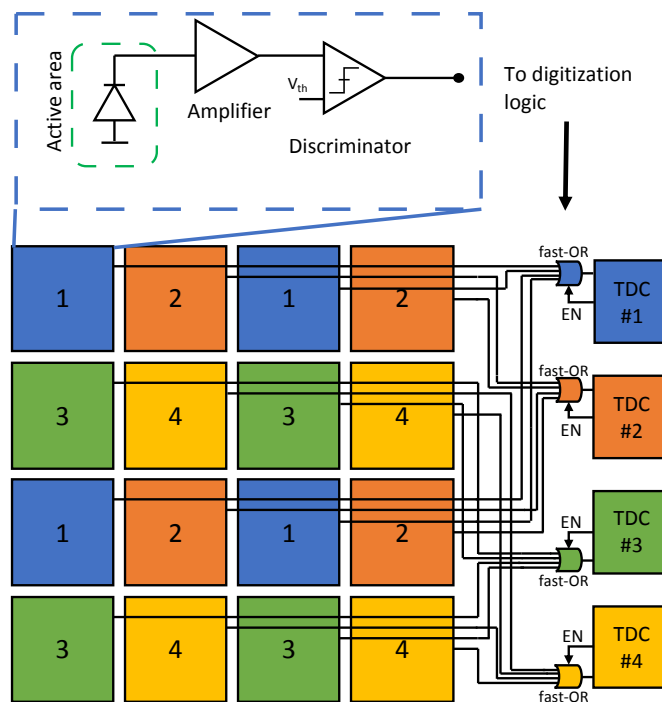 Active area
Amplifier
Vth
Discriminator
To digitization
logic
fast-OR
1 2 1 2
TDC
#1
EN
fast-OR
3 4 3 4
TDC
#2
EN
1 2 1 2
EN
TDC
#3
fast-OR
3 4 3 4
EN
TDC
#4
fast-OR